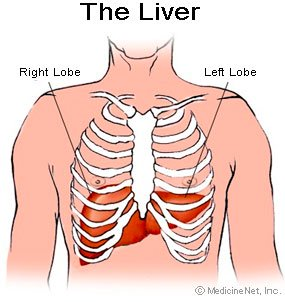 The Liver
Right Lobe
Left Lobe
© MedicineNet, Inc.